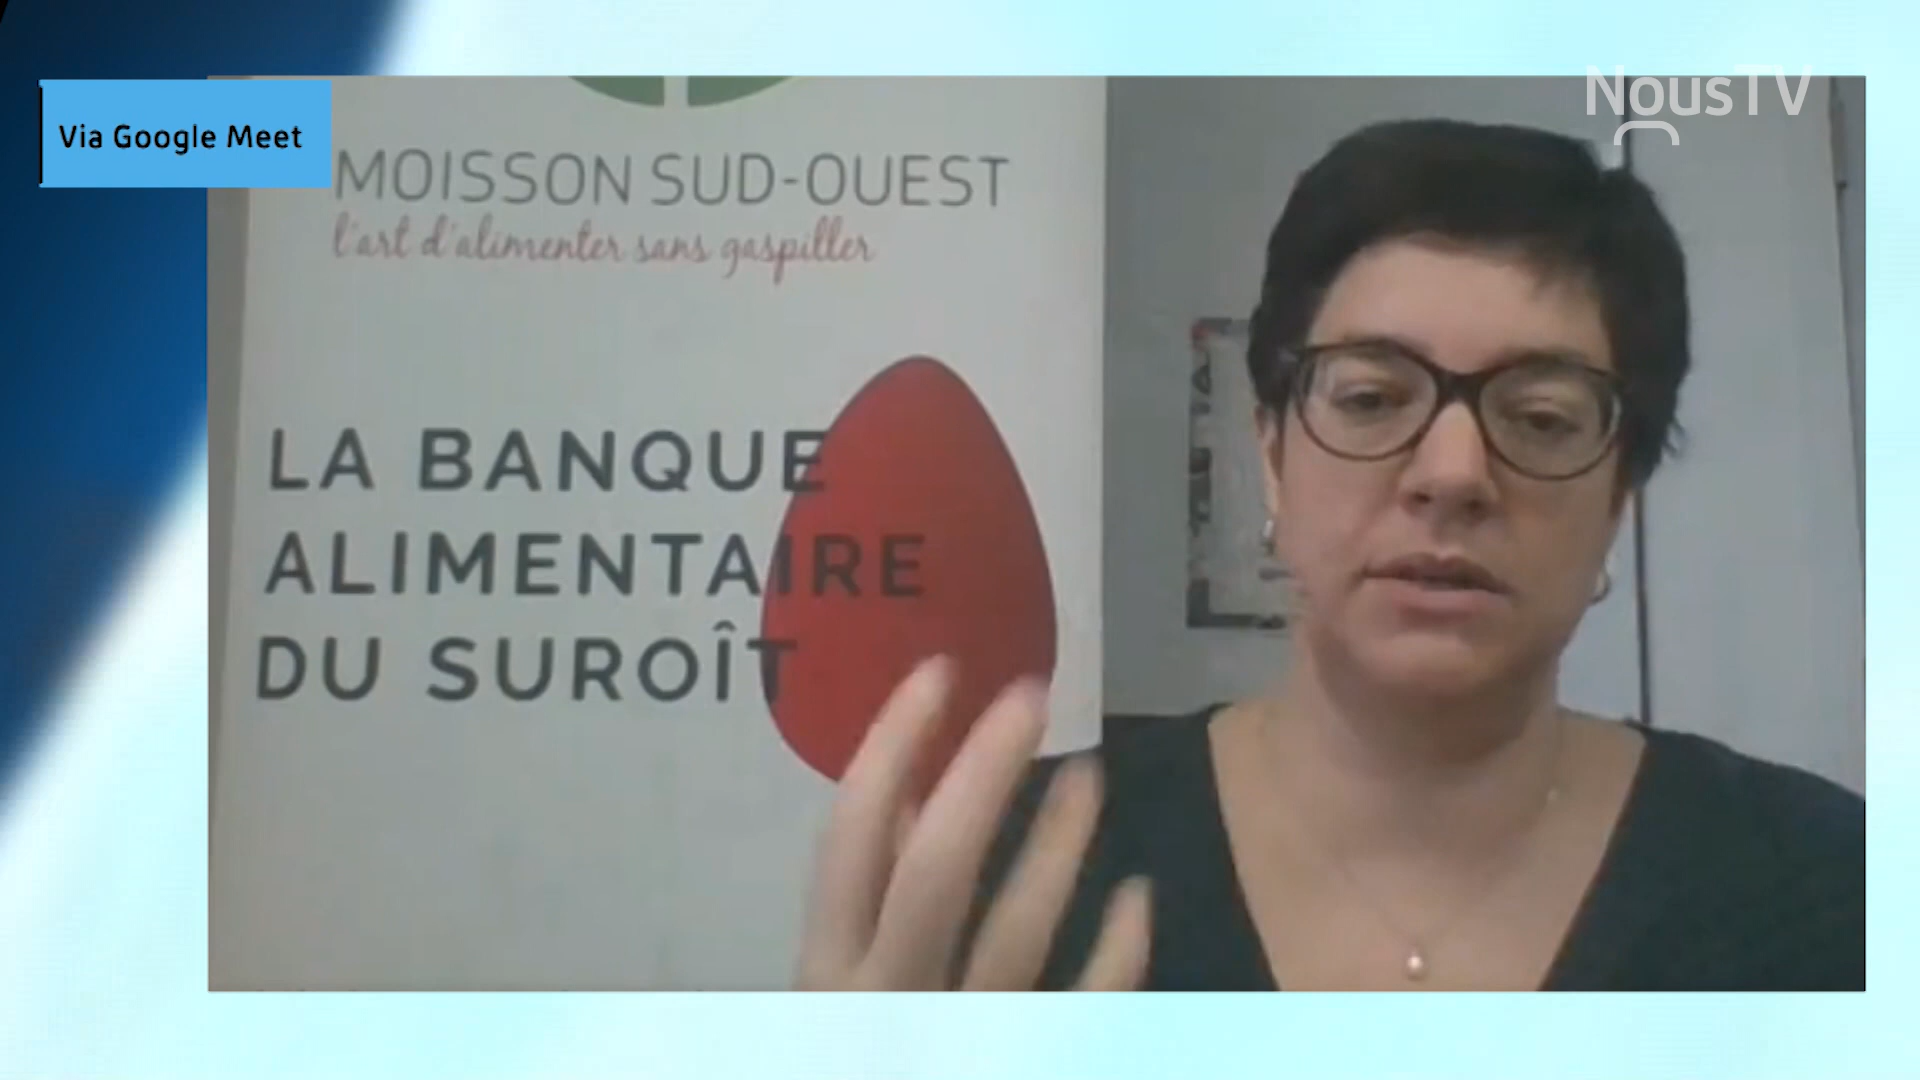 NousTV
Via Google Meet
MOISSON SUD-OUEST
l'art d'alimenter sans gaspiller
LA BANQUE
ALIMENTAIRE
DU SUROÎT